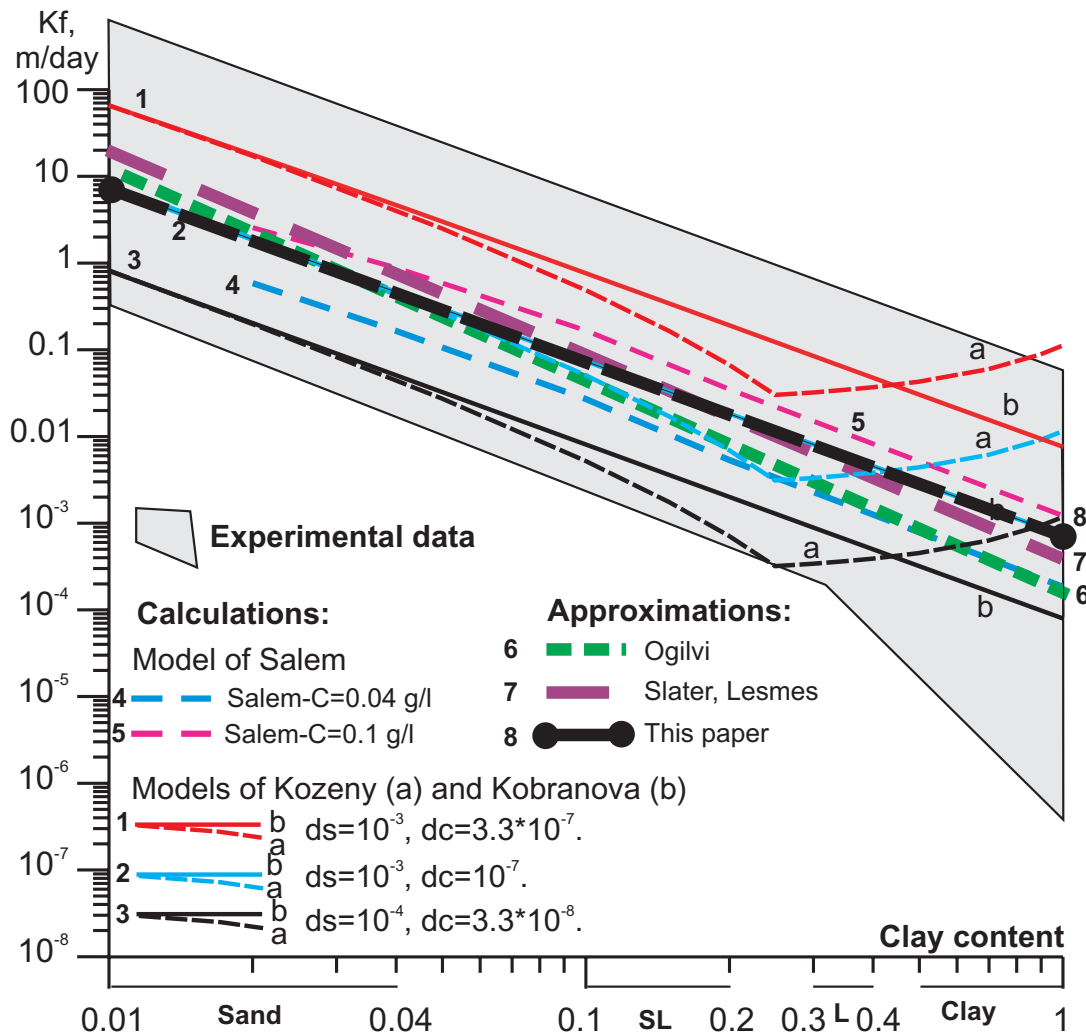 Kf,
m/day
100
10
1
0.1
0.01
10⁻³
10⁻⁴
10⁻⁵
10⁻⁶
10⁻⁷
10⁻⁸
1
2
3
4
5
a
b
a
b
a
b
8
7
6
Experimental data
Calculations:
Model of Salem
4 Salem-C=0.04 g/l
5 Salem-C=0.1 g/l
Approximations:
6 Ogilvi
7 Slater, Lesmes
8 This paper
Models of Kozeny (a) and Kobranova (b)
1 b a ds=10⁻³, dc=3.3*10⁻⁷.
2 b a ds=10⁻³, dc=10⁻⁷.
3 b a ds=10⁻⁴, dc=3.3*10⁻⁸.
Clay content
Sand SL L Clay
0.01 0.04 0.1 0.2 0.3 0.4 1